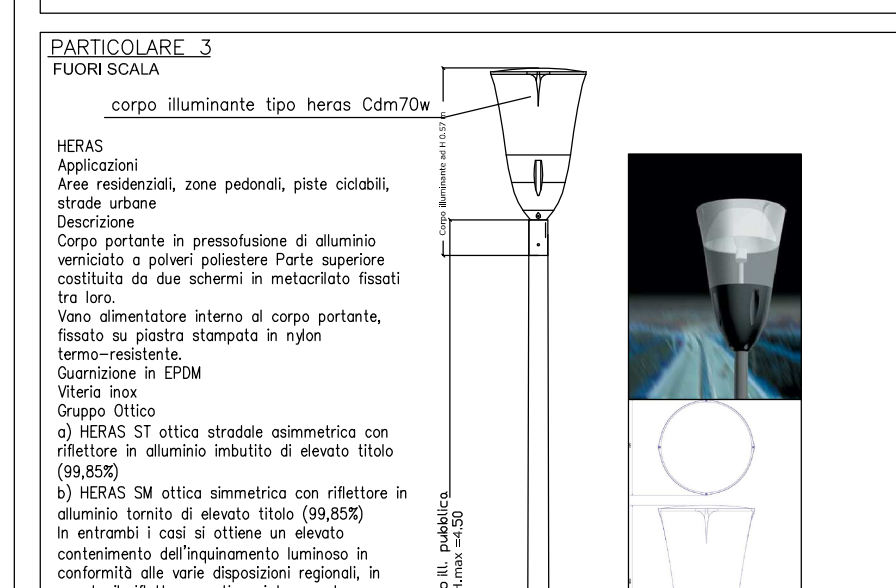 PARTICOLARE 3
FUORI SCALA
corpo illuminante tipo heras Cdm70w
HERAS
Applicazioni
Aree residenziali, zone pedonali, piste ciclabili,
strade urbane
Descrizione
Corpo portante in pressofusione di alluminio
verniciato a polveri poliestere Parte superiore
costituita da due schermi in metacrilato fissati
tra loro.
Vano alimentatore interno al corpo portante,
fissato su piastra stampata in nylon
termo-resistente.
Guarnizione in EPDM
Viteria inox
Gruppo Ottico
a) HERAS ST ottica stradale asimmetrica con
riflettore in alluminio imbutito di elevato titolo
(99,85%)
b) HERAS SM ottica simmetrica con riflettore in
alluminio tornito di elevato titolo (99,85%)
In entrambi i casi si ottiene un elevato
contenimento dell'inquinamento luminoso in
conformità alle varie disposizioni regionali, in
Corpo illuminante ad H 0.57 m
ill. pubblica
H.max =4.50